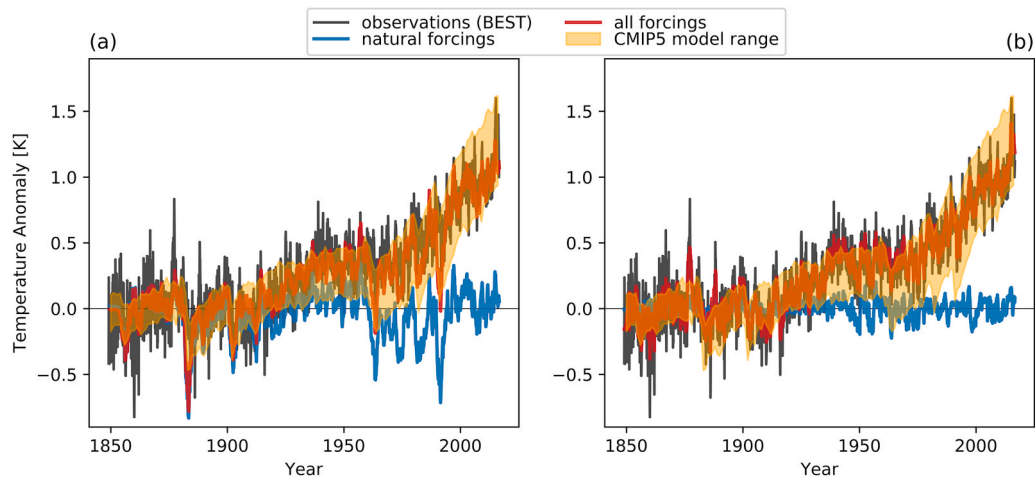 observations (BEST)
natural forcings
all forcings
CMIP5 model range
(a)
(b)
Temperature Anomaly [K]
1.5
1.0
0.5
0.0
−0.5
1850
1900
1950
2000
Year
1.5
1.0
0.5
0.0
−0.5
1850
1900
1950
2000
Year